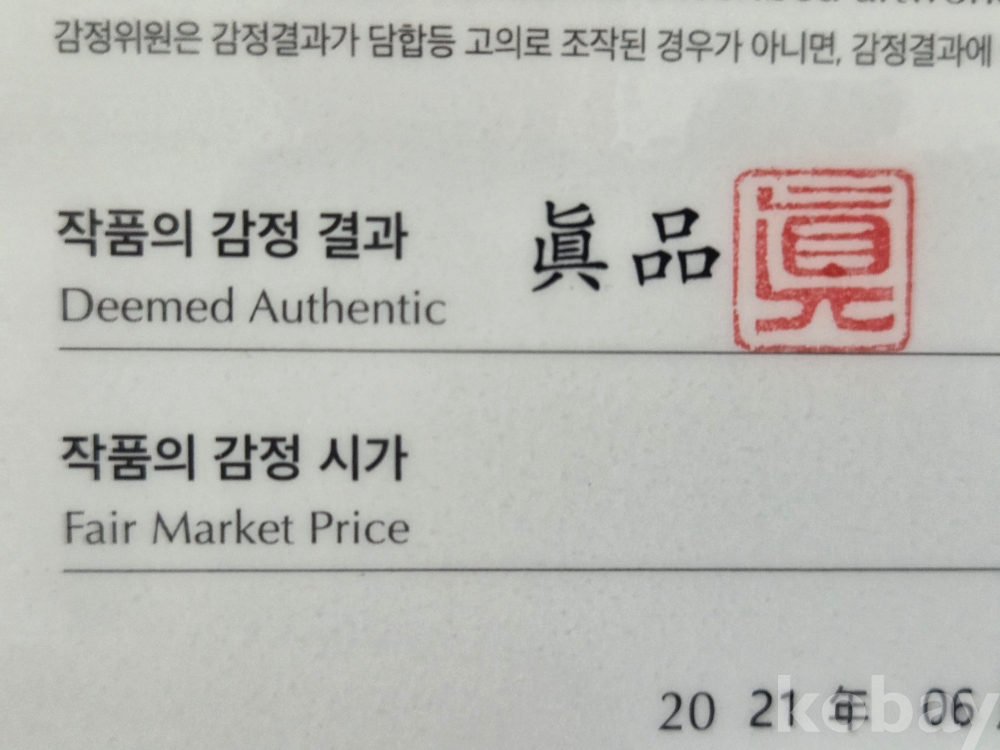 감정위원은 감정결과가 담합등 고의로 조작된 경우가 아니면, 감정결과에
작품의 감정 결과 眞品 眞
Deemed Authentic
작품의 감정 시가
Fair Market Price
20 21 年 06
kebay